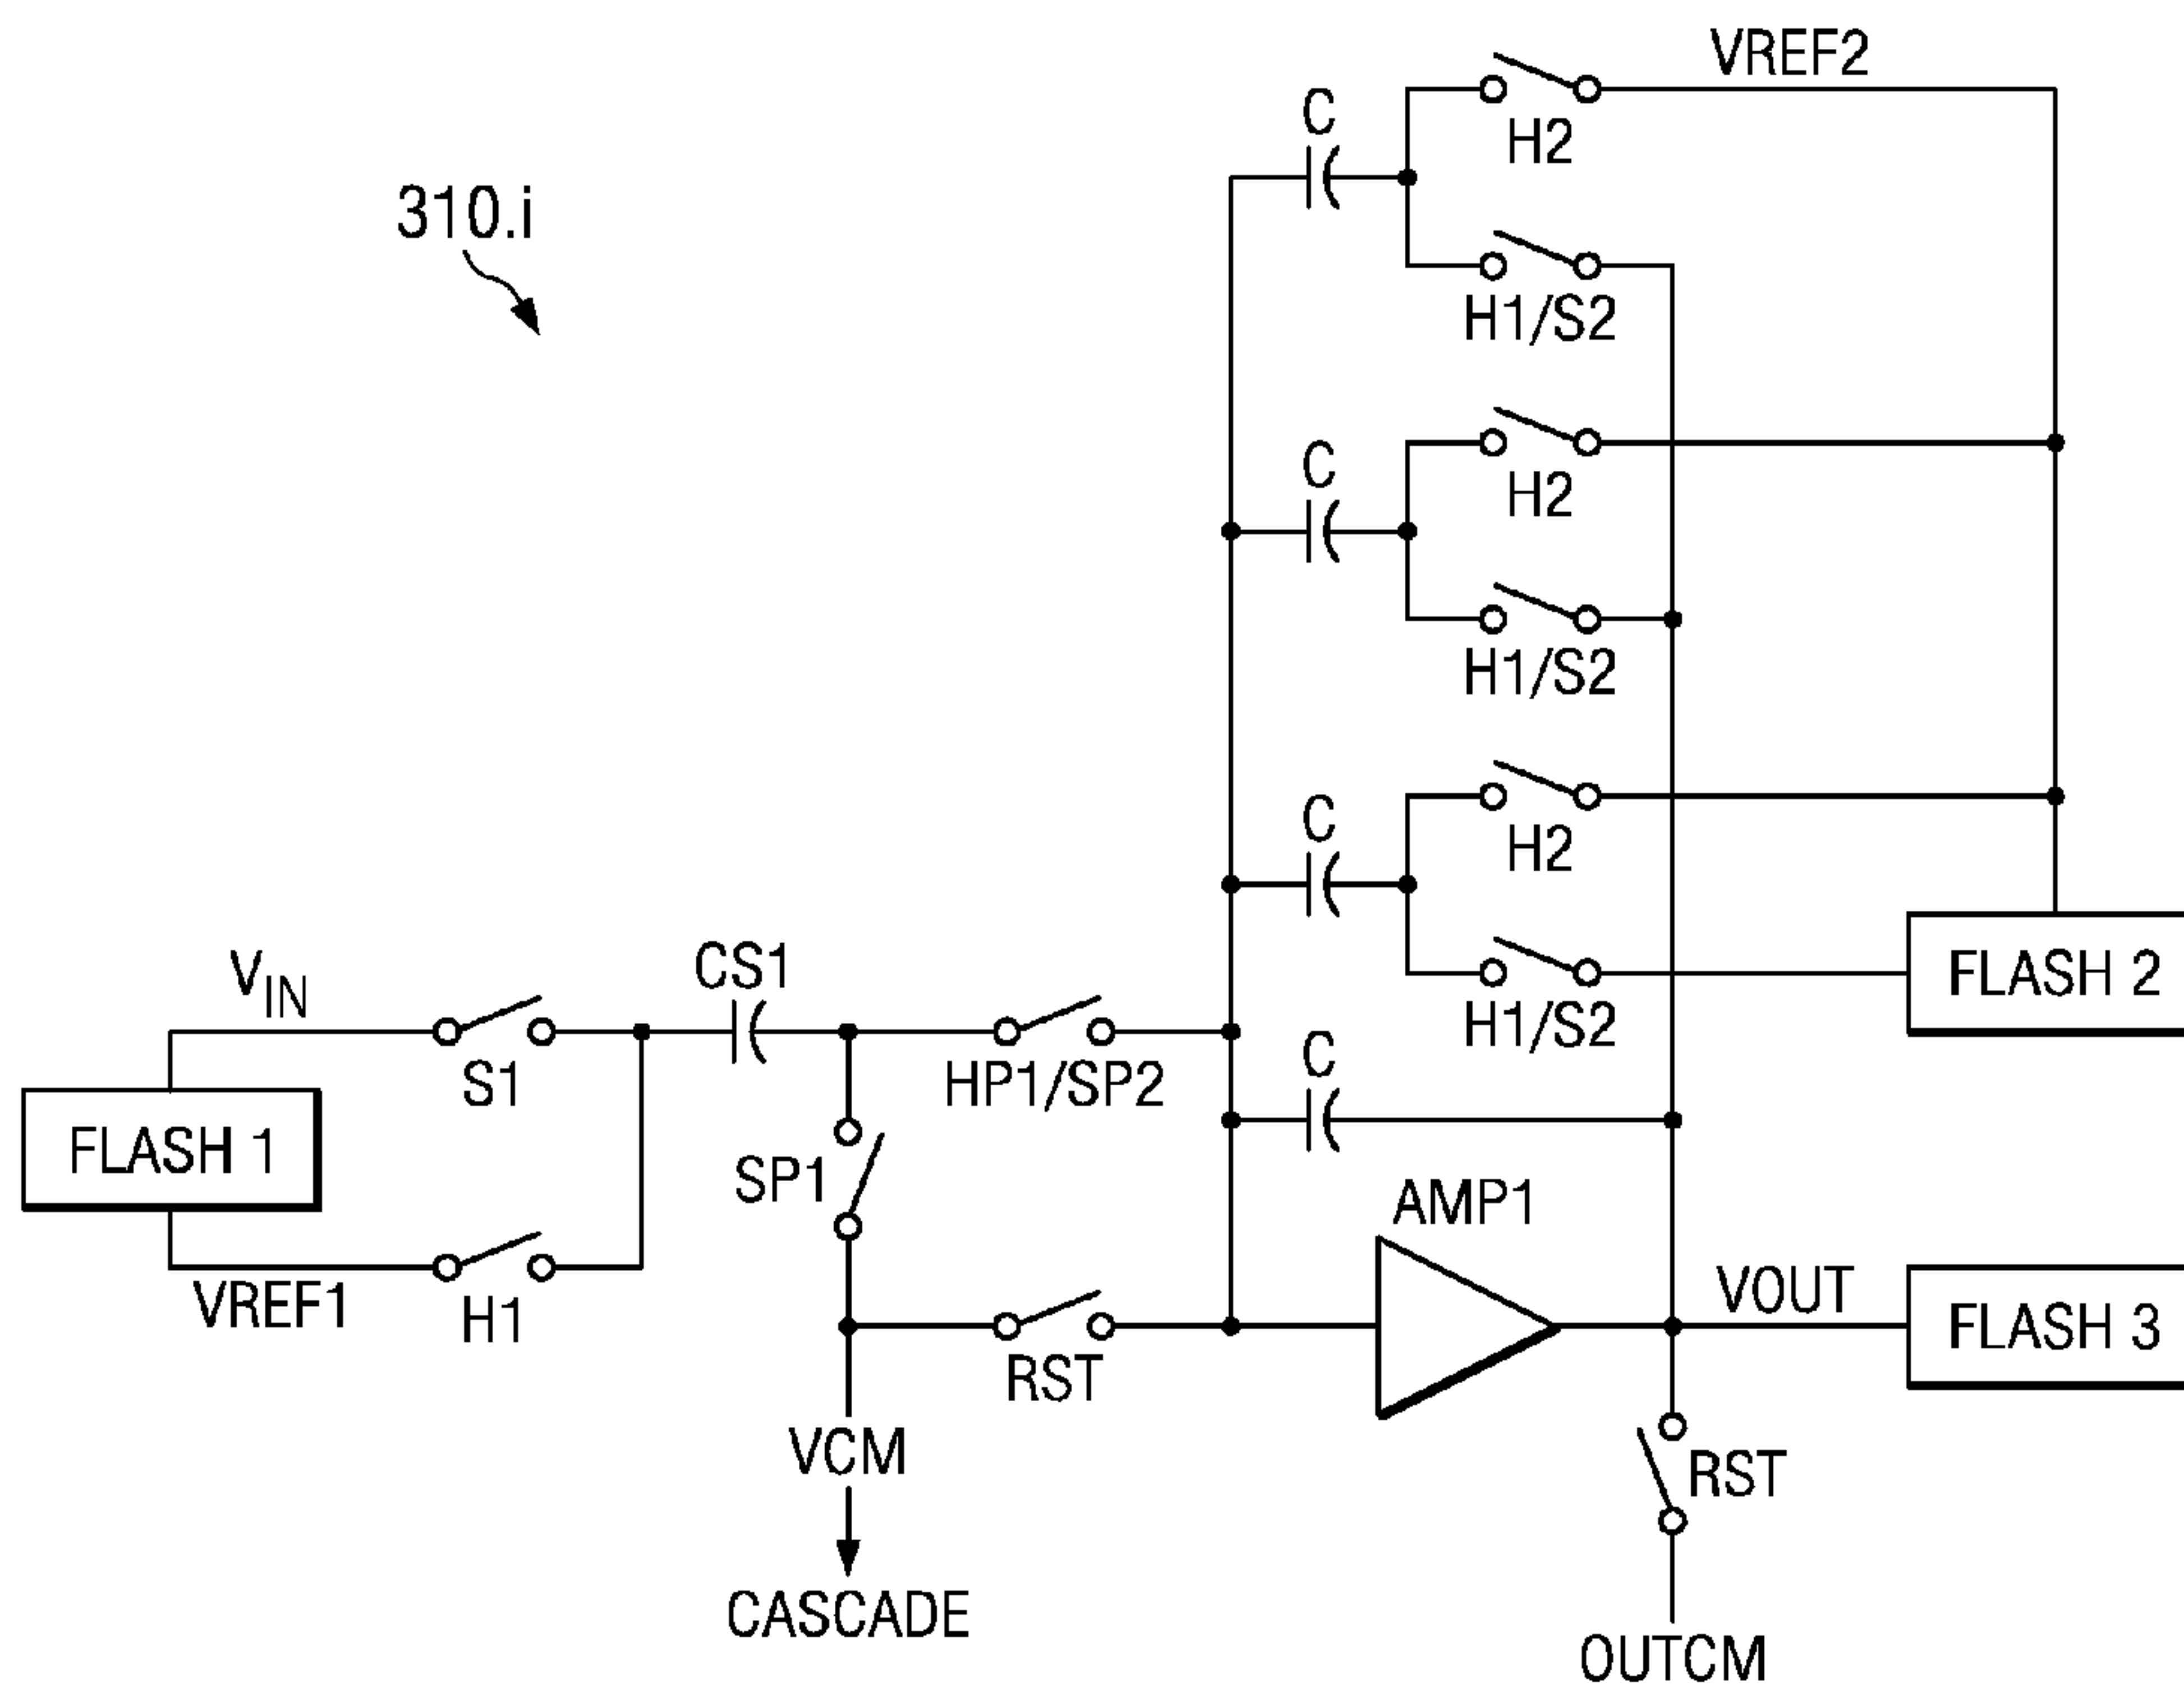 VREF2
C
H2
310.i
H1/S2
C
H2
H1/S2
C
H2
FLASH 2
VIN
CS1
H1/S2
S1
HP1/SP2
C
FLASH 1
SP1
AMP1
VREF1
H1
VOUT
FLASH 3
RST
VCM
RST
CASCADE
OUTCM